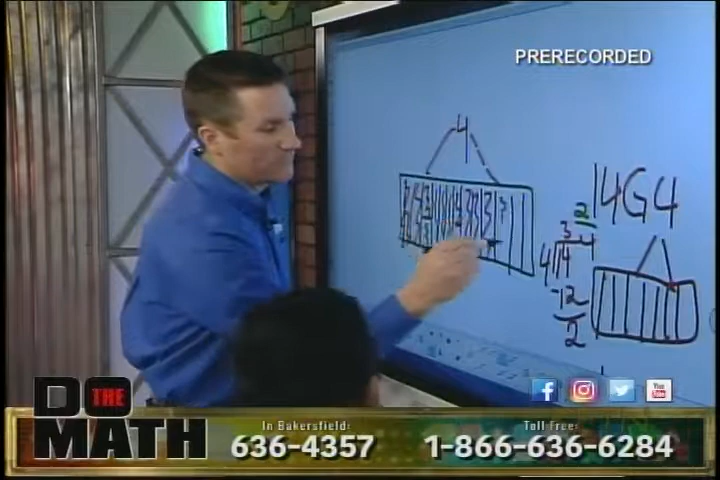 PRERECORDED
4
14G4
2
3
4
4 14
-12
2
DO THE MATH
In Bakersfield:
636-4357
Toll Free:
1-866-636-6284